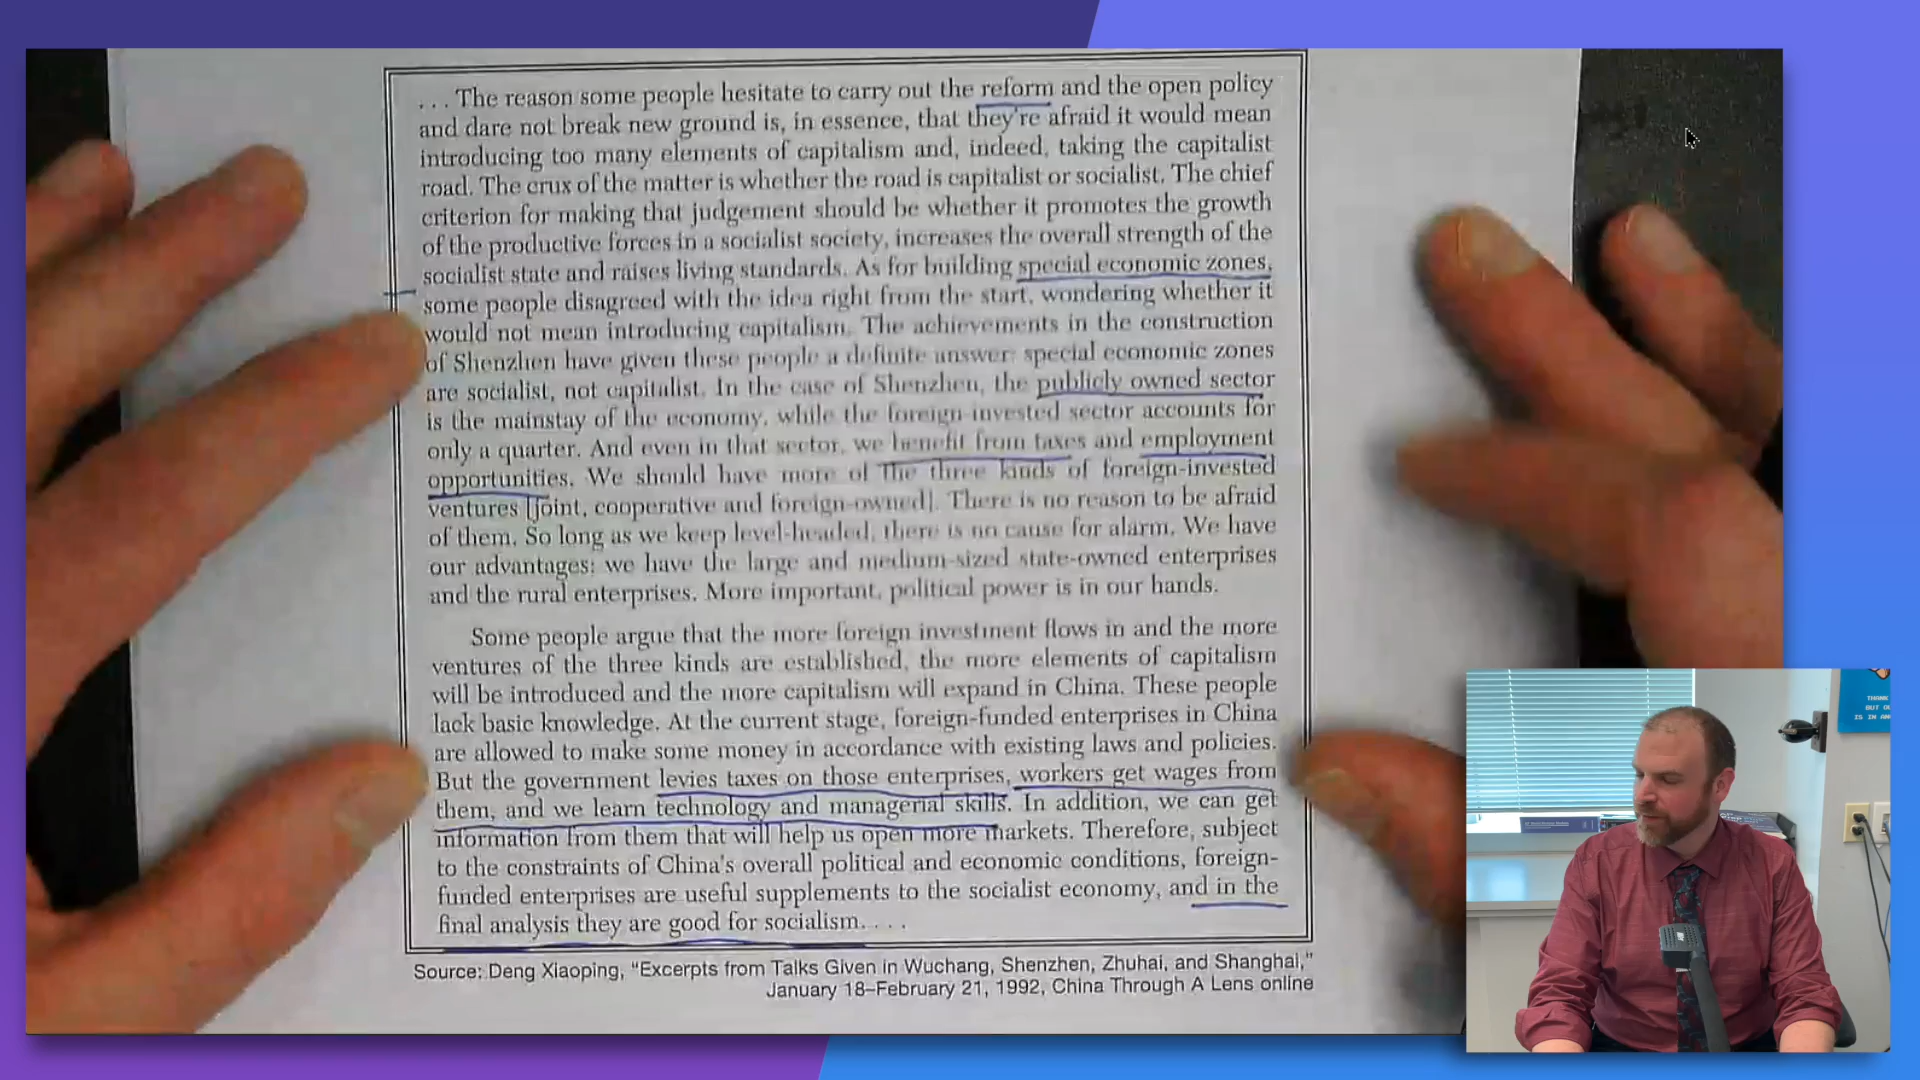 . . . The reason some people hesitate to carry out the reform and the open policy
and dare not break new ground is, in essence, that they're afraid it would mean
introducing too many elements of capitalism and, indeed, taking the capitalist
road. The crux of the matter is whether the road is capitalist or socialist. The chief
criterion for making that judgement should be whether it promotes the growth
of the productive forces in a socialist society, increases the overall strength of the
socialist state and raises living standards. As for building special economic zones,
some people disagreed with the idea right from the start, wondering whether it
would not mean introducing capitalism. The achievements in the construction
of Shenzhen have given these people a definite answer: special economic zones
are socialist, not capitalist. In the case of Shenzhen, the publicly owned sector
is the mainstay of the economy, while the foreign-invested sector accounts for
only a quarter. And even in that sector, we benefit from taxes and employment
opportunities. We should have more of the three kinds of foreign-invested
ventures [joint, cooperative and foreign-owned]. There is no reason to be afraid
of them. So long as we keep level-headed, there is no cause for alarm. We have
our advantages: we have the large and medium-sized state-owned enterprises
and the rural enterprises. More important, political power is in our hands.
Some people argue that the more foreign investment flows in and the more
ventures of the three kinds are established, the more elements of capitalism
will be introduced and the more capitalism will expand in China. These people
lack basic knowledge. At the current stage, foreign-funded enterprises in China
are allowed to make some money in accordance with existing laws and policies.
But the government levies taxes on those enterprises, workers get wages from
them, and we learn technology and managerial skills. In addition, we can get
information from them that will help us open more markets. Therefore, subject
to the constraints of China's overall political and economic conditions, foreign-
funded enterprises are useful supplements to the socialist economy, and in the
final analysis they are good for socialism. . . .
Source: Deng Xiaoping, "Excerpts from Talks Given in Wuchang, Shenzhen, Zhuhai, and Shanghai,"
January 18–February 21, 1992, China Through A Lens online
THANK
BUT OU
IS IN AN